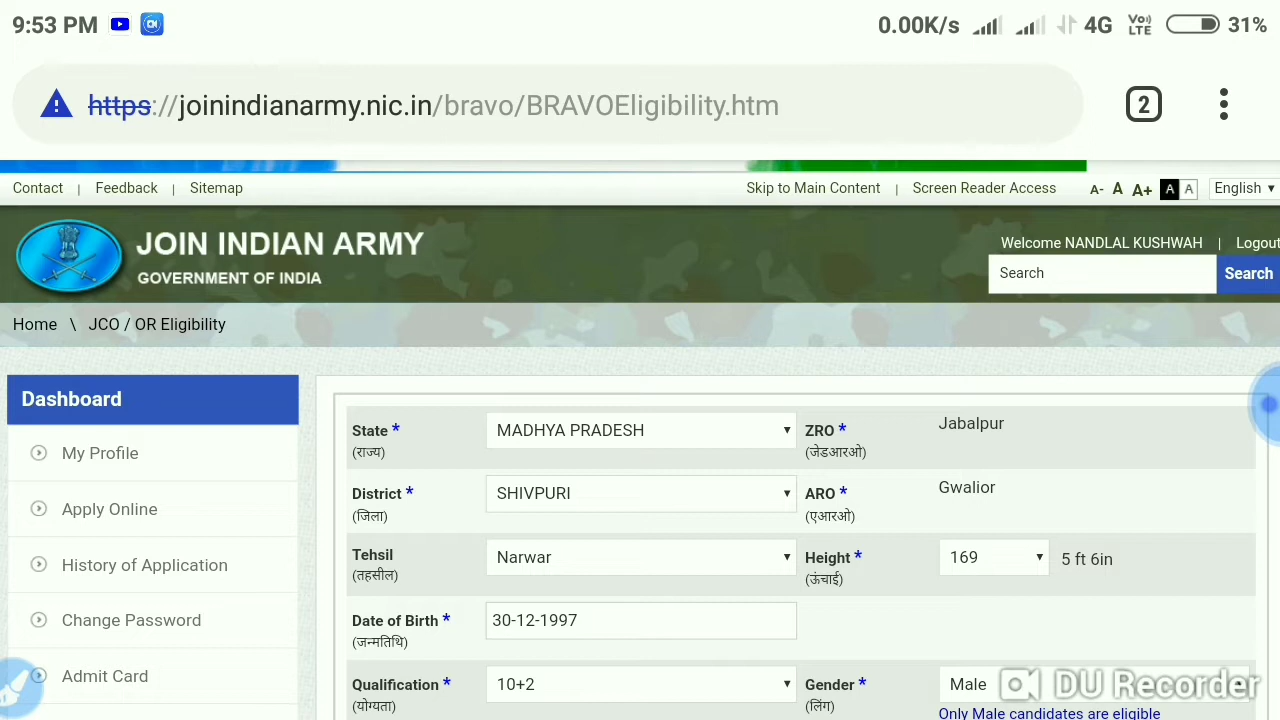 9:53 PM 0.00K/s 4G VoLTE 31%
https://joinindianarmy.nic.in/bravo/BRAVOEligibility.htm 2
Contact | Feedback | Sitemap Skip to Main Content | Screen Reader Access A- A A+ A A English
JOIN INDIAN ARMY
GOVERNMENT OF INDIA
Welcome NANDLAL KUSHWAH | Logout
Search Search
Home \ JCO / OR Eligibility
Dashboard
My Profile
Apply Online
History of Application
Change Password
Admit Card
State * MADHYA PRADESH ZRO * Jabalpur
(राज्य) (जेडआरओ)
District * SHIVPURI ARO * Gwalior
(जिला) (एआरओ)
Tehsil Narwar Height * 169 5 ft 6in
(तहसील) (ऊंचाई)
Date of Birth * 30-12-1997
(जन्मतिथि)
Qualification * 10+2 Gender * Male
(योग्यता) (लिंग)
Only Male candidates are eligible
DU Recorder